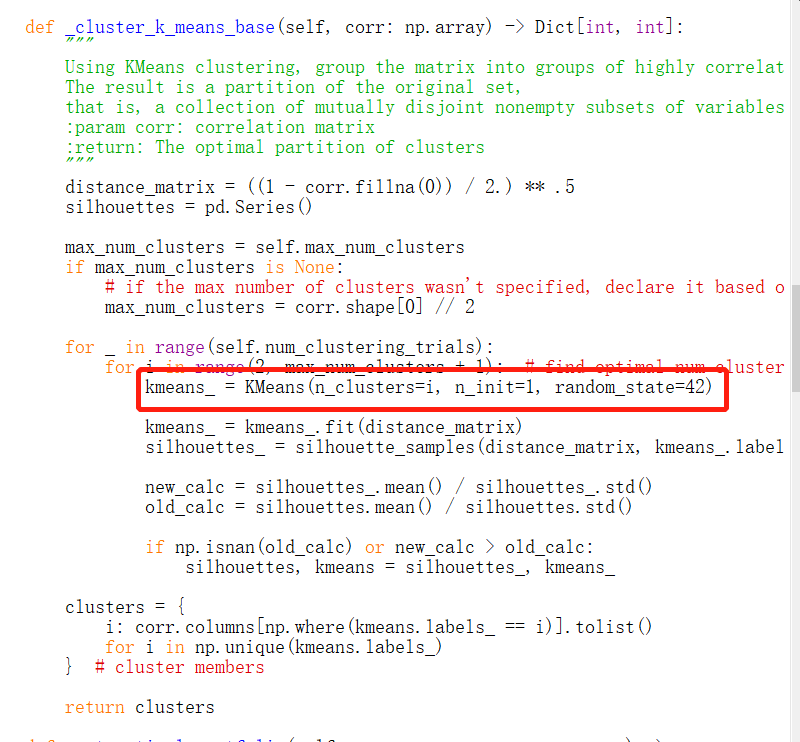 def _cluster_k_means_base(self, corr: np.array) -> Dict[int, int]:
"""
Using KMeans clustering, group the matrix into groups of highly correlat
The result is a partition of the original set,
that is, a collection of mutually disjoint nonempty subsets of variables
:param corr: correlation matrix
:return: The optimal partition of clusters
"""
distance_matrix = ((1 - corr.fillna(0)) / 2.) ** .5
silhouettes = pd.Series()
max_num_clusters = self.max_num_clusters
if max_num_clusters is None:
# if the max number of clusters wasn't specified, declare it based o
max_num_clusters = corr.shape[0] // 2
for _ in range(self.num_clustering_trials):
for i in range(2, max_num_clusters + 1): # find optimal num cluster
kmeans_ = KMeans(n_clusters=i, n_init=1, random_state=42)
kmeans_ = kmeans_.fit(distance_matrix)
silhouettes_ = silhouette_samples(distance_matrix, kmeans_.label
new_calc = silhouettes_.mean() / silhouettes_.std()
old_calc = silhouettes.mean() / silhouettes.std()
if np.isnan(old_calc) or new_calc > old_calc:
silhouettes, kmeans = silhouettes_, kmeans_
clusters = {
i: corr.columns[np.where(kmeans.labels_ == i)].tolist()
for i in np.unique(kmeans.labels_)
} # cluster members
return clusters